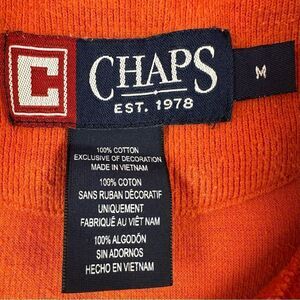 C
CHAPS
EST. 1978
M
100% COTTON
EXCLUSIVE OF DECORATION
MADE IN VIETNAM
100% COTON
SANS RUBAN DÉCORATIF
UNIQUEMENT
FABRIQUÉ AU VIÊT NAM
100% ALGODÓN
SIN ADORNOS
HECHO EN VIETNAM